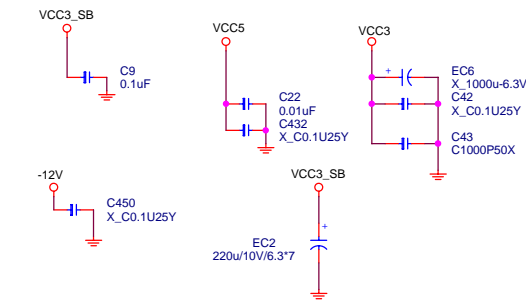 VCC3_SB
C9
0.1uF
VCC5
C22
0.01uF
C432
X_C0.1U25Y
VCC3
+
EC6
X_1000u-6.3V
C42
X_C0.1U25Y
C43
C1000P50X
-12V
C450
X_C0.1U25Y
VCC3_SB
+
EC2
220u/10V/6.3*7